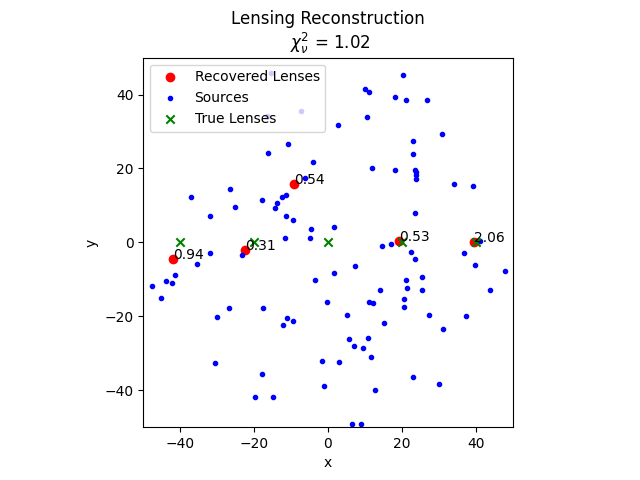 Lensing Reconstruction
χ²ᵥ = 1.02
Recovered Lenses
Sources
True Lenses
40
20
0
−20
−40
y
0.54
0.94
0.31
0.53
2.06
−40
−20
0
20
40
x